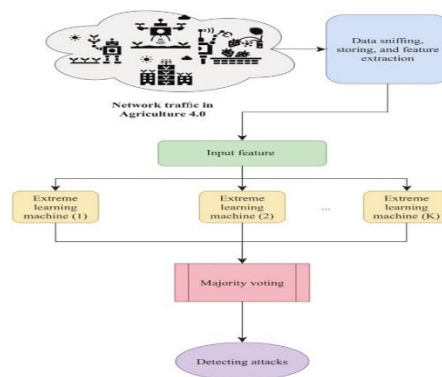 Data sniffing,
storing, and feature
extraction
Network traffic in
Agriculture 4.0
Input feature
Extreme
learning
machine (1)
Extreme
learning
machine (2)
...
Extreme
learning
machine (K)
Majority voting
Detecting attacks